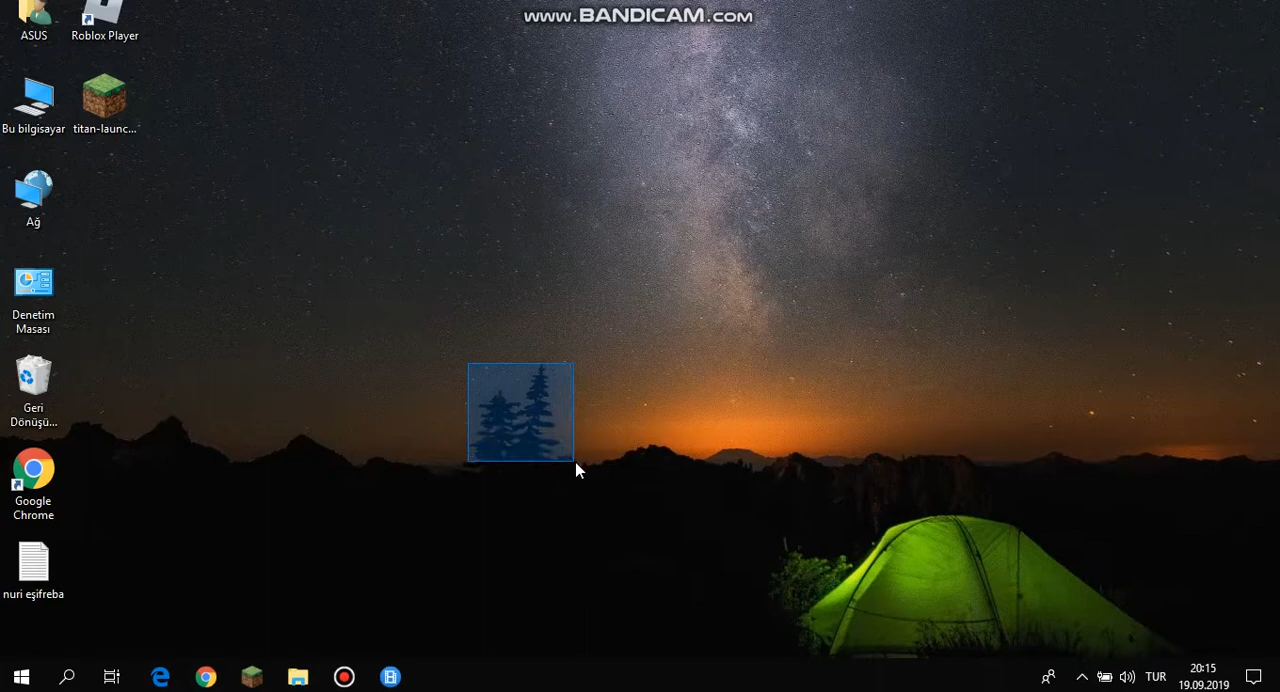 www.BANDICAM.com
ASUS
Roblox Player
Bu bilgisayar
titan-launc...
Ağ
Denetim
Masası
Geri
Dönüşü...
Google
Chrome
nuri eşifreba
TUR
20:15
19.09.2019